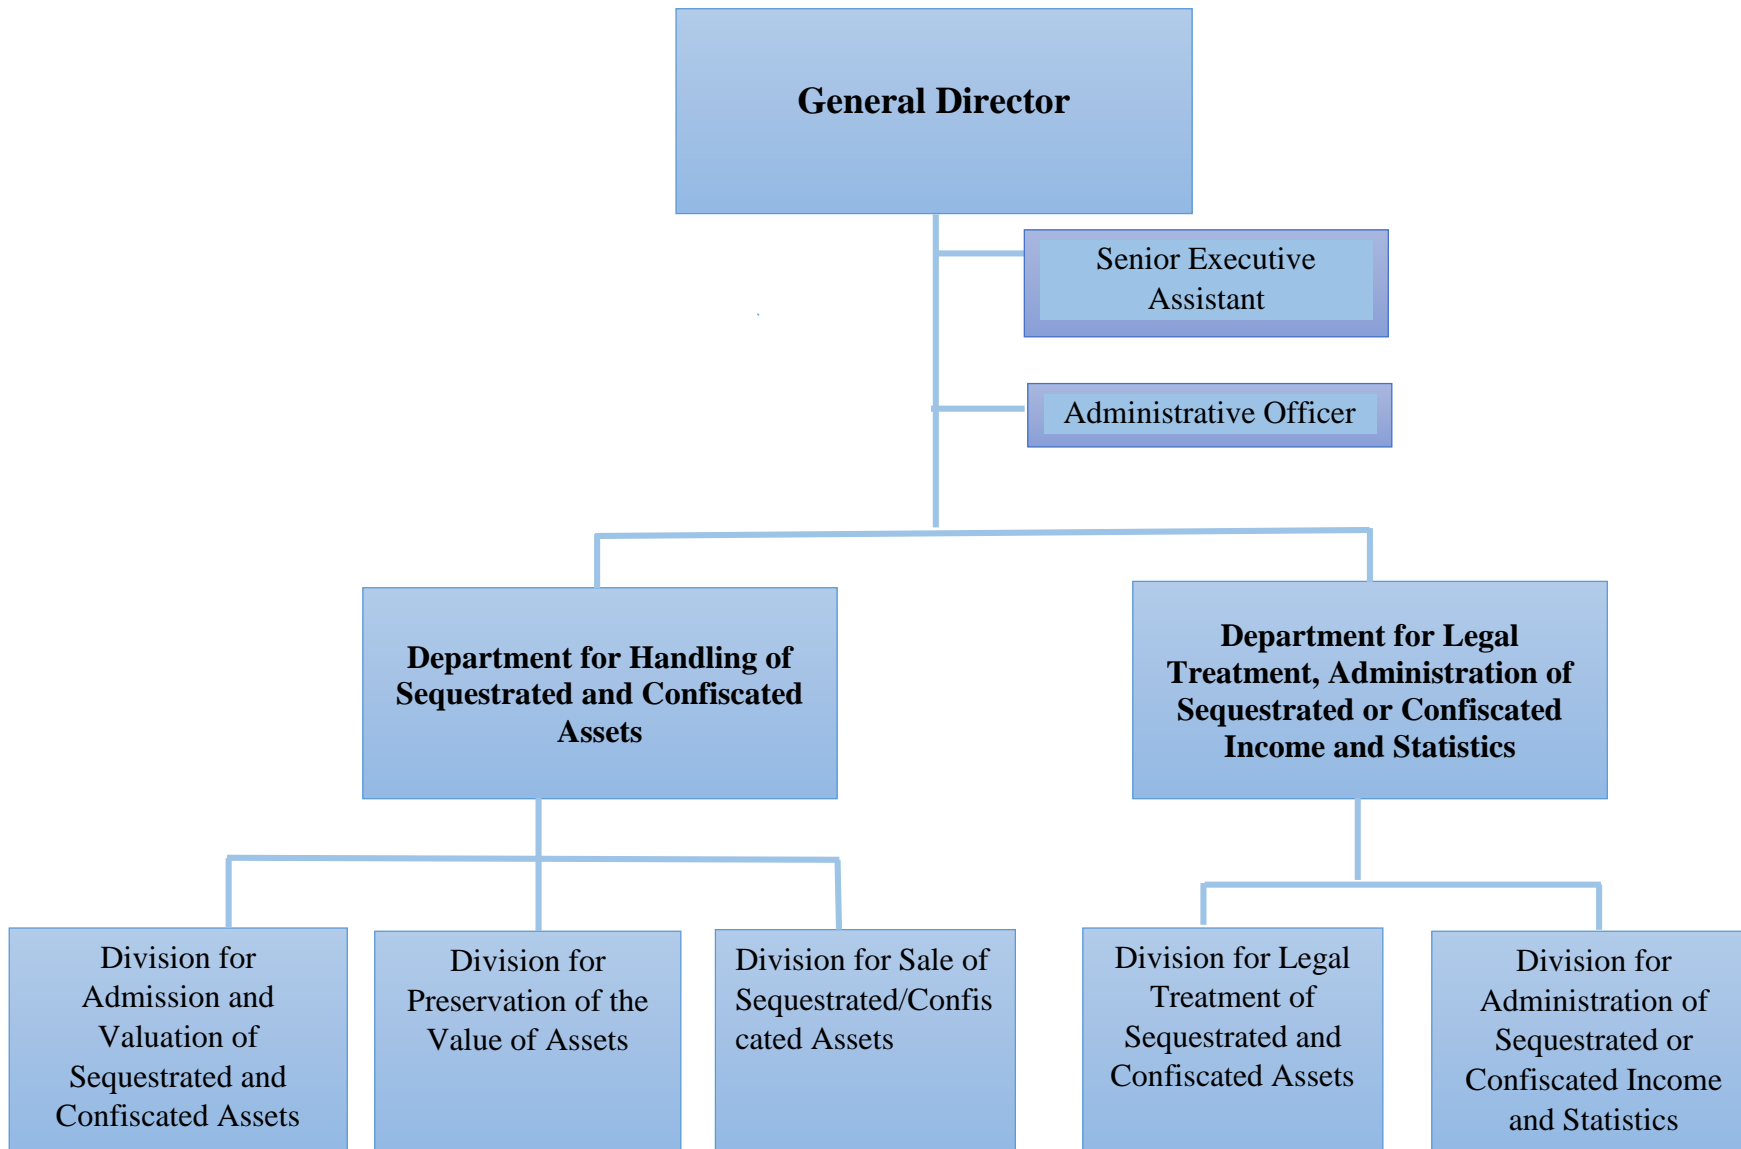 General Director
Senior Executive
Assistant
Administrative Officer
Department for Handling of
Sequestrated and Confiscated
Assets
Department for Legal
Treatment, Administration of
Sequestrated or Confiscated
Income and Statistics
Division for
Admission and
Valuation of
Sequestrated and
Confiscated Assets
Division for
Preservation of the
Value of Assets
Division for Sale of
Sequestrated/Confis
cated Assets
Division for Legal
Treatment of
Sequestrated and
Confiscated Assets
Division for
Administration of
Sequestrated or
Confiscated Income
and Statistics